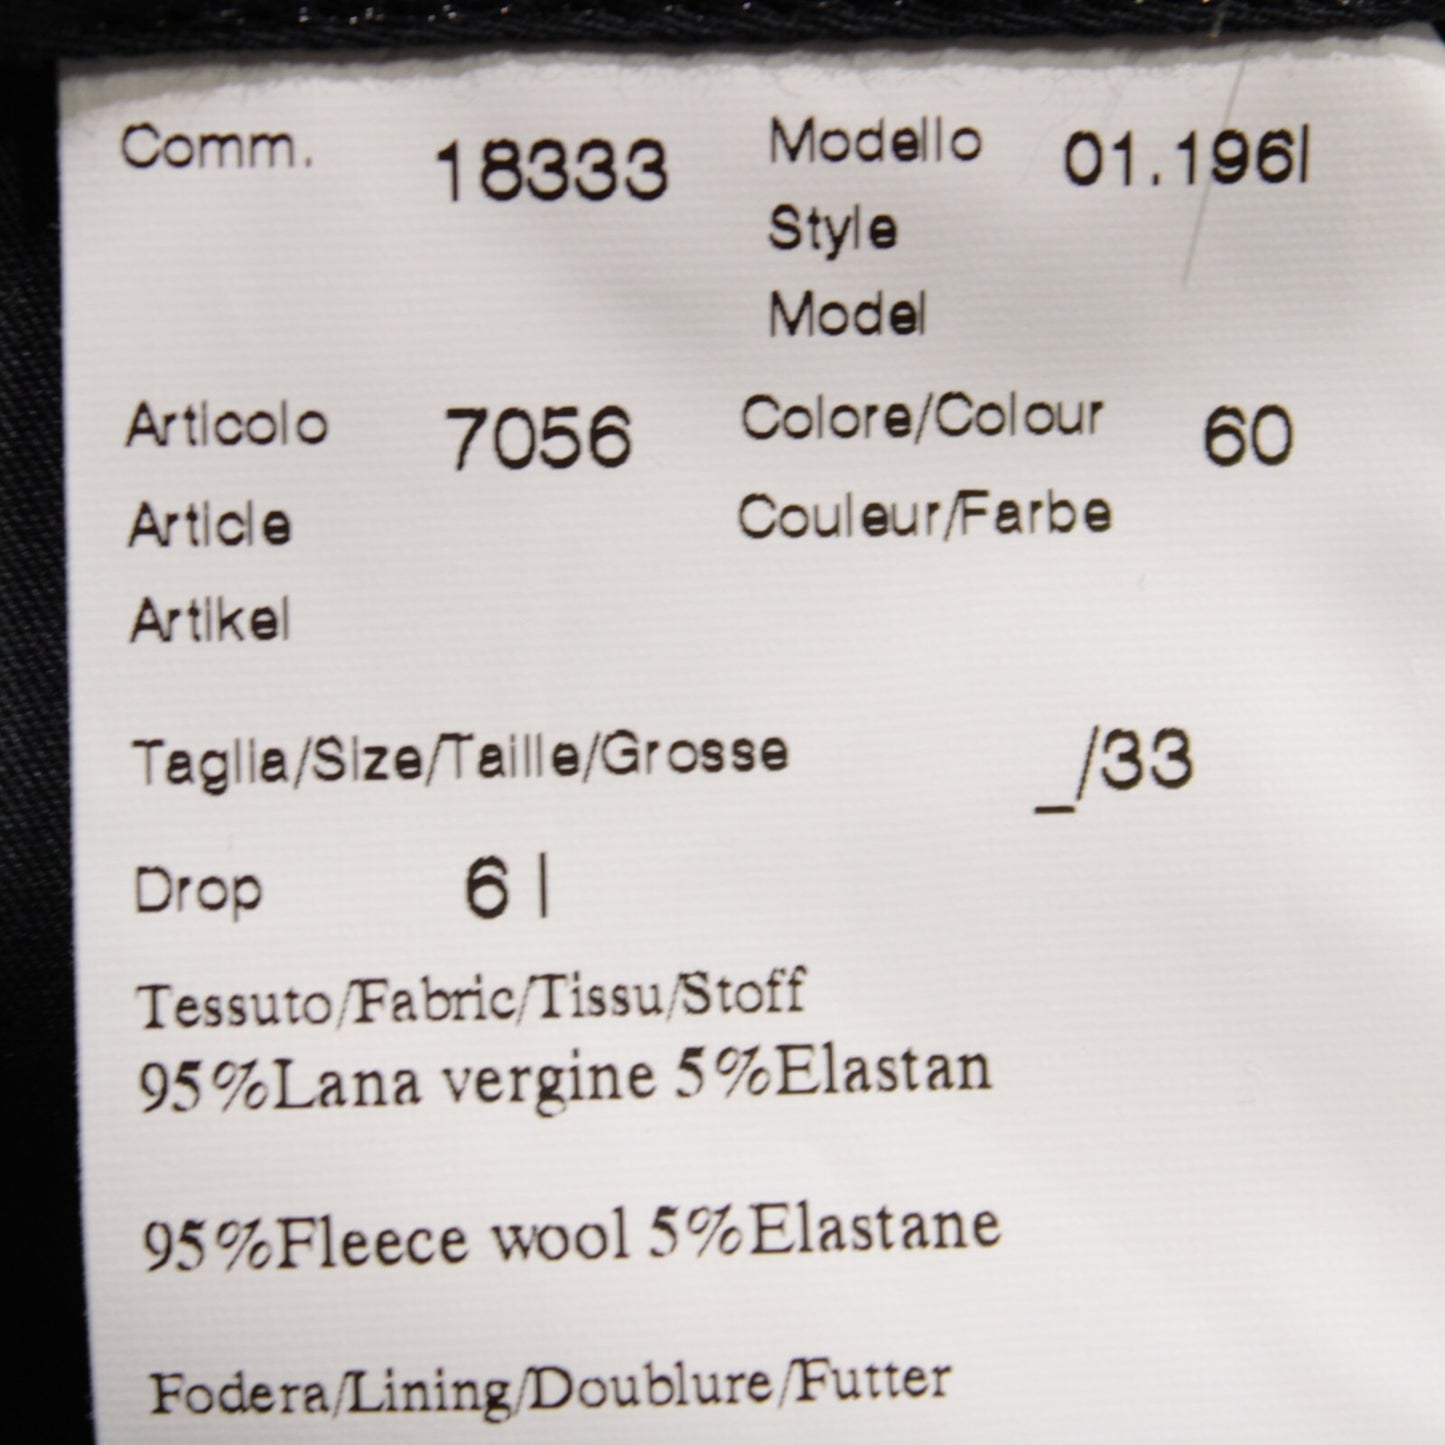 Comm. 18333 Modello 01.196l
Style
Model
Articolo 7056 Colore/Colour 60
Article Couleur/Farbe
Artikel
Taglia/Size/Taille/Grosse _/33
Drop 6 l
Tessuto/Fabric/Tissu/Stoff
95%Lana vergine 5%Elastan
95%Fleece wool 5%Elastane
Fodera/Lining/Doublure/Futter